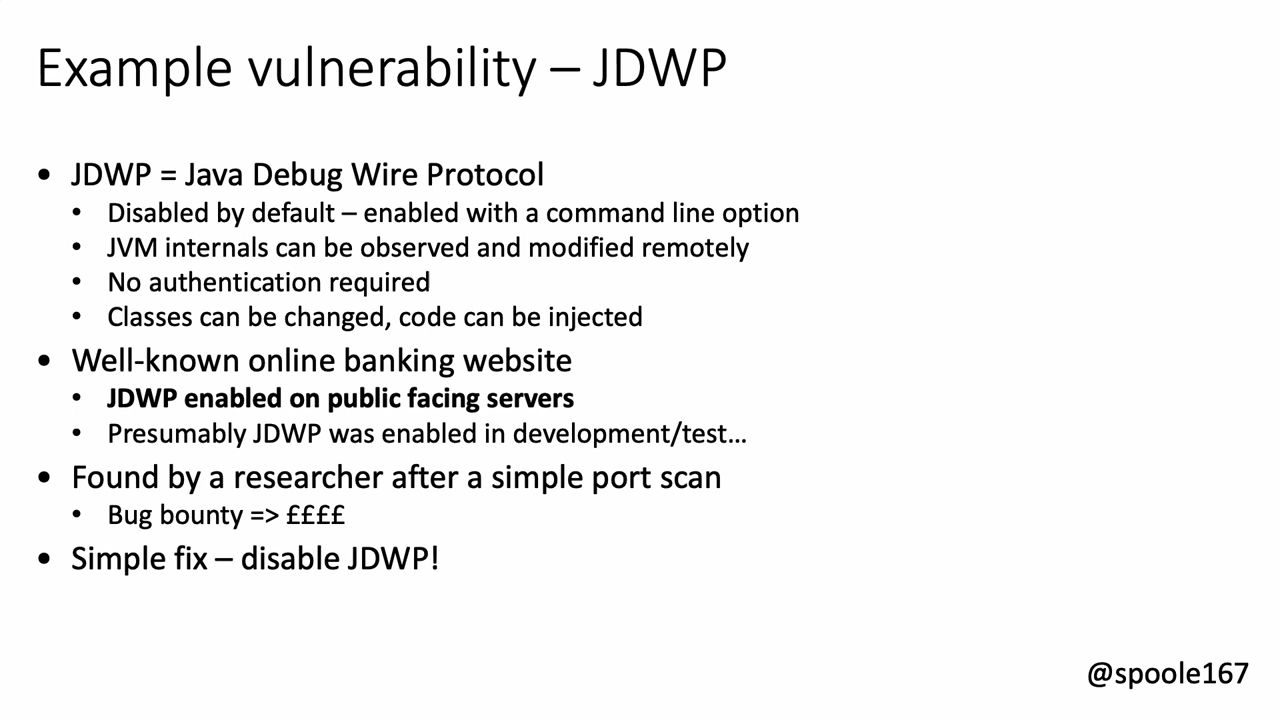 Example vulnerability – JDWP
• JDWP = Java Debug Wire Protocol
• Disabled by default – enabled with a command line option
• JVM internals can be observed and modified remotely
• No authentication required
• Classes can be changed, code can be injected
• Well-known online banking website
• JDWP enabled on public facing servers
• Presumably JDWP was enabled in development/test…
• Found by a researcher after a simple port scan
• Bug bounty => ££££
• Simple fix – disable JDWP!
@spoole167